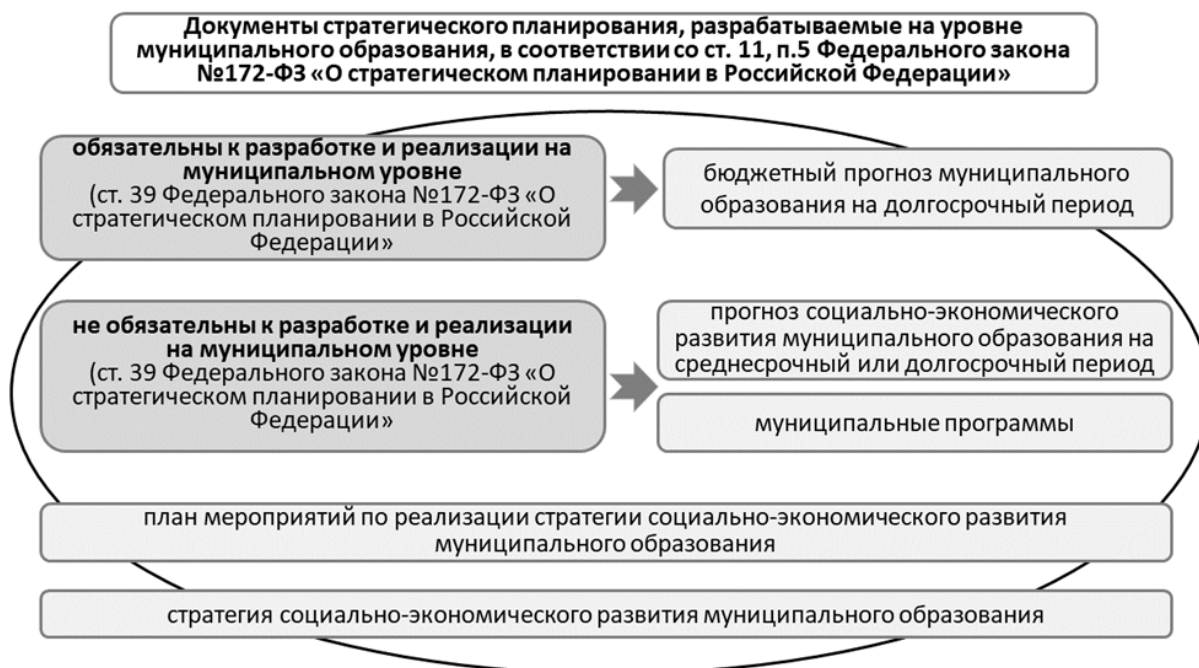 Документы стратегического планирования, разрабатываемые на уровне
муниципального образования, в соответствии со ст. 11, п.5 Федерального закона
№172-ФЗ «О стратегическом планировании в Российской Федерации»
обязательны к разработке и реализации на
муниципальном уровне
(ст. 39 Федерального закона №172-ФЗ «О
стратегическом планировании в Российской
Федерации»
бюджетный прогноз муниципального
образования на долгосрочный период
не обязательны к разработке и реализации
на муниципальном уровне
(ст. 39 Федерального закона №172-ФЗ «О
стратегическом планировании в Российской
Федерации»
прогноз социально-экономического
развития муниципального образования на
среднесрочный или долгосрочный период
муниципальные программы
план мероприятий по реализации стратегии социально-экономического развития
муниципального образования
стратегия социально-экономического развития муниципального образования